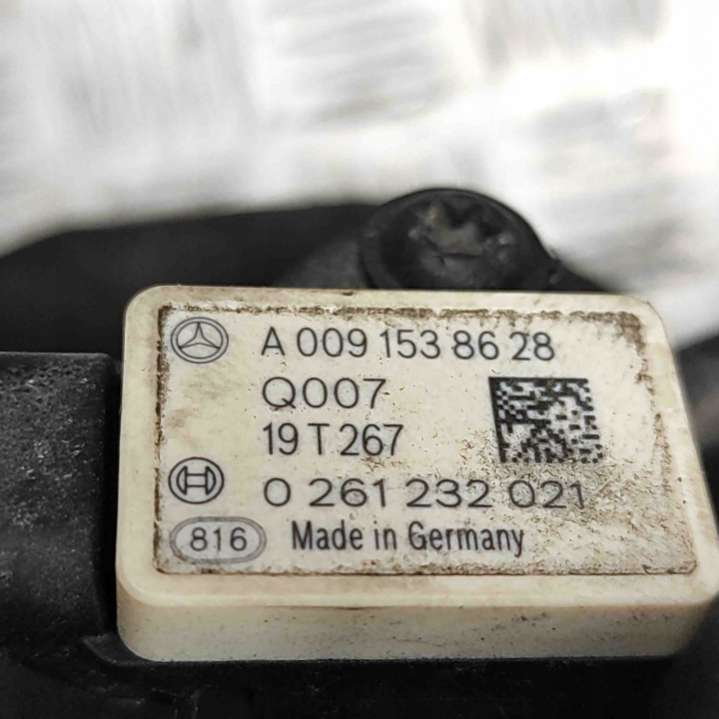 A 009 153 86 28
Q007
19 T 267
0 261 232 021
816 Made in Germany